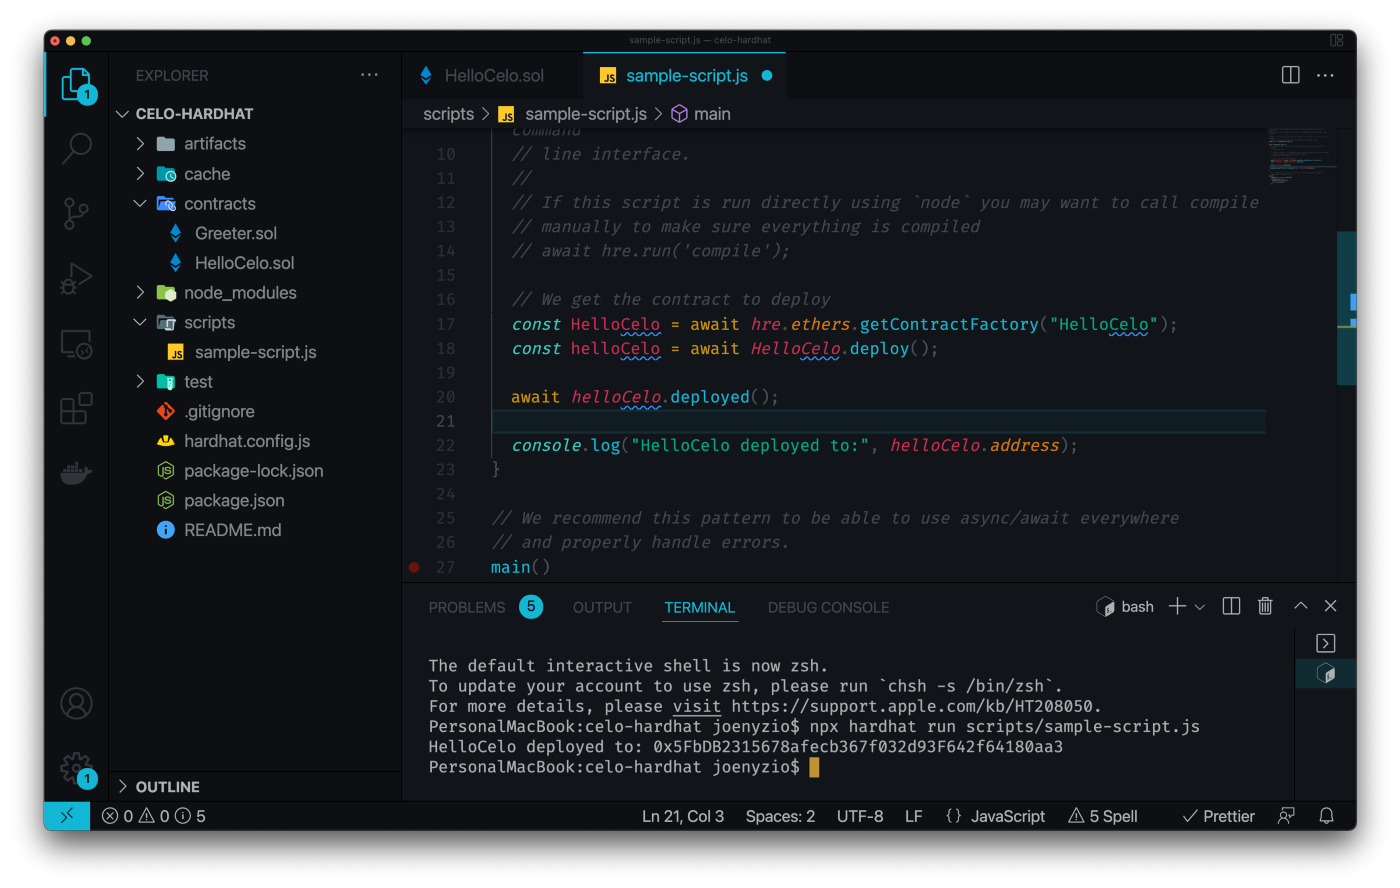 sample-script.js — celo-hardhat
EXPLORER
CELO-HARDHAT
artifacts
cache
contracts
Greeter.sol
HelloCelo.sol
node_modules
scripts
JS sample-script.js
test
.gitignore
hardhat.config.js
package-lock.json
package.json
README.md
OUTLINE
1
1
HelloCelo.sol
JS sample-script.js
scripts > JS sample-script.js > main
command
10 // line interface.
11 //
12 // If this script is run directly using `node` you may want to call compile
13 // manually to make sure everything is compiled
14 // await hre.run('compile');
15
16 // We get the contract to deploy
17 const HelloCelo = await hre.ethers.getContractFactory("HelloCelo");
18 const helloCelo = await HelloCelo.deploy();
19
20 await helloCelo.deployed();
21
22 console.log("HelloCelo deployed to:", helloCelo.address);
23 }
24
25 // We recommend this pattern to be able to use async/await everywhere
26 // and properly handle errors.
27 main()
PROBLEMS 5 OUTPUT TERMINAL DEBUG CONSOLE
bash
The default interactive shell is now zsh.
To update your account to use zsh, please run `chsh -s /bin/zsh`.
For more details, please visit https://support.apple.com/kb/HT208050.
PersonalMacBook:celo-hardhat joenyzio$ npx hardhat run scripts/sample-script.js
HelloCelo deployed to: 0x5FbDB2315678afecb367f032d93F642f64180aa3
PersonalMacBook:celo-hardhat joenyzio$
0 0 5
Ln 21, Col 3 Spaces: 2 UTF-8 LF {} JavaScript 5 Spell Prettier